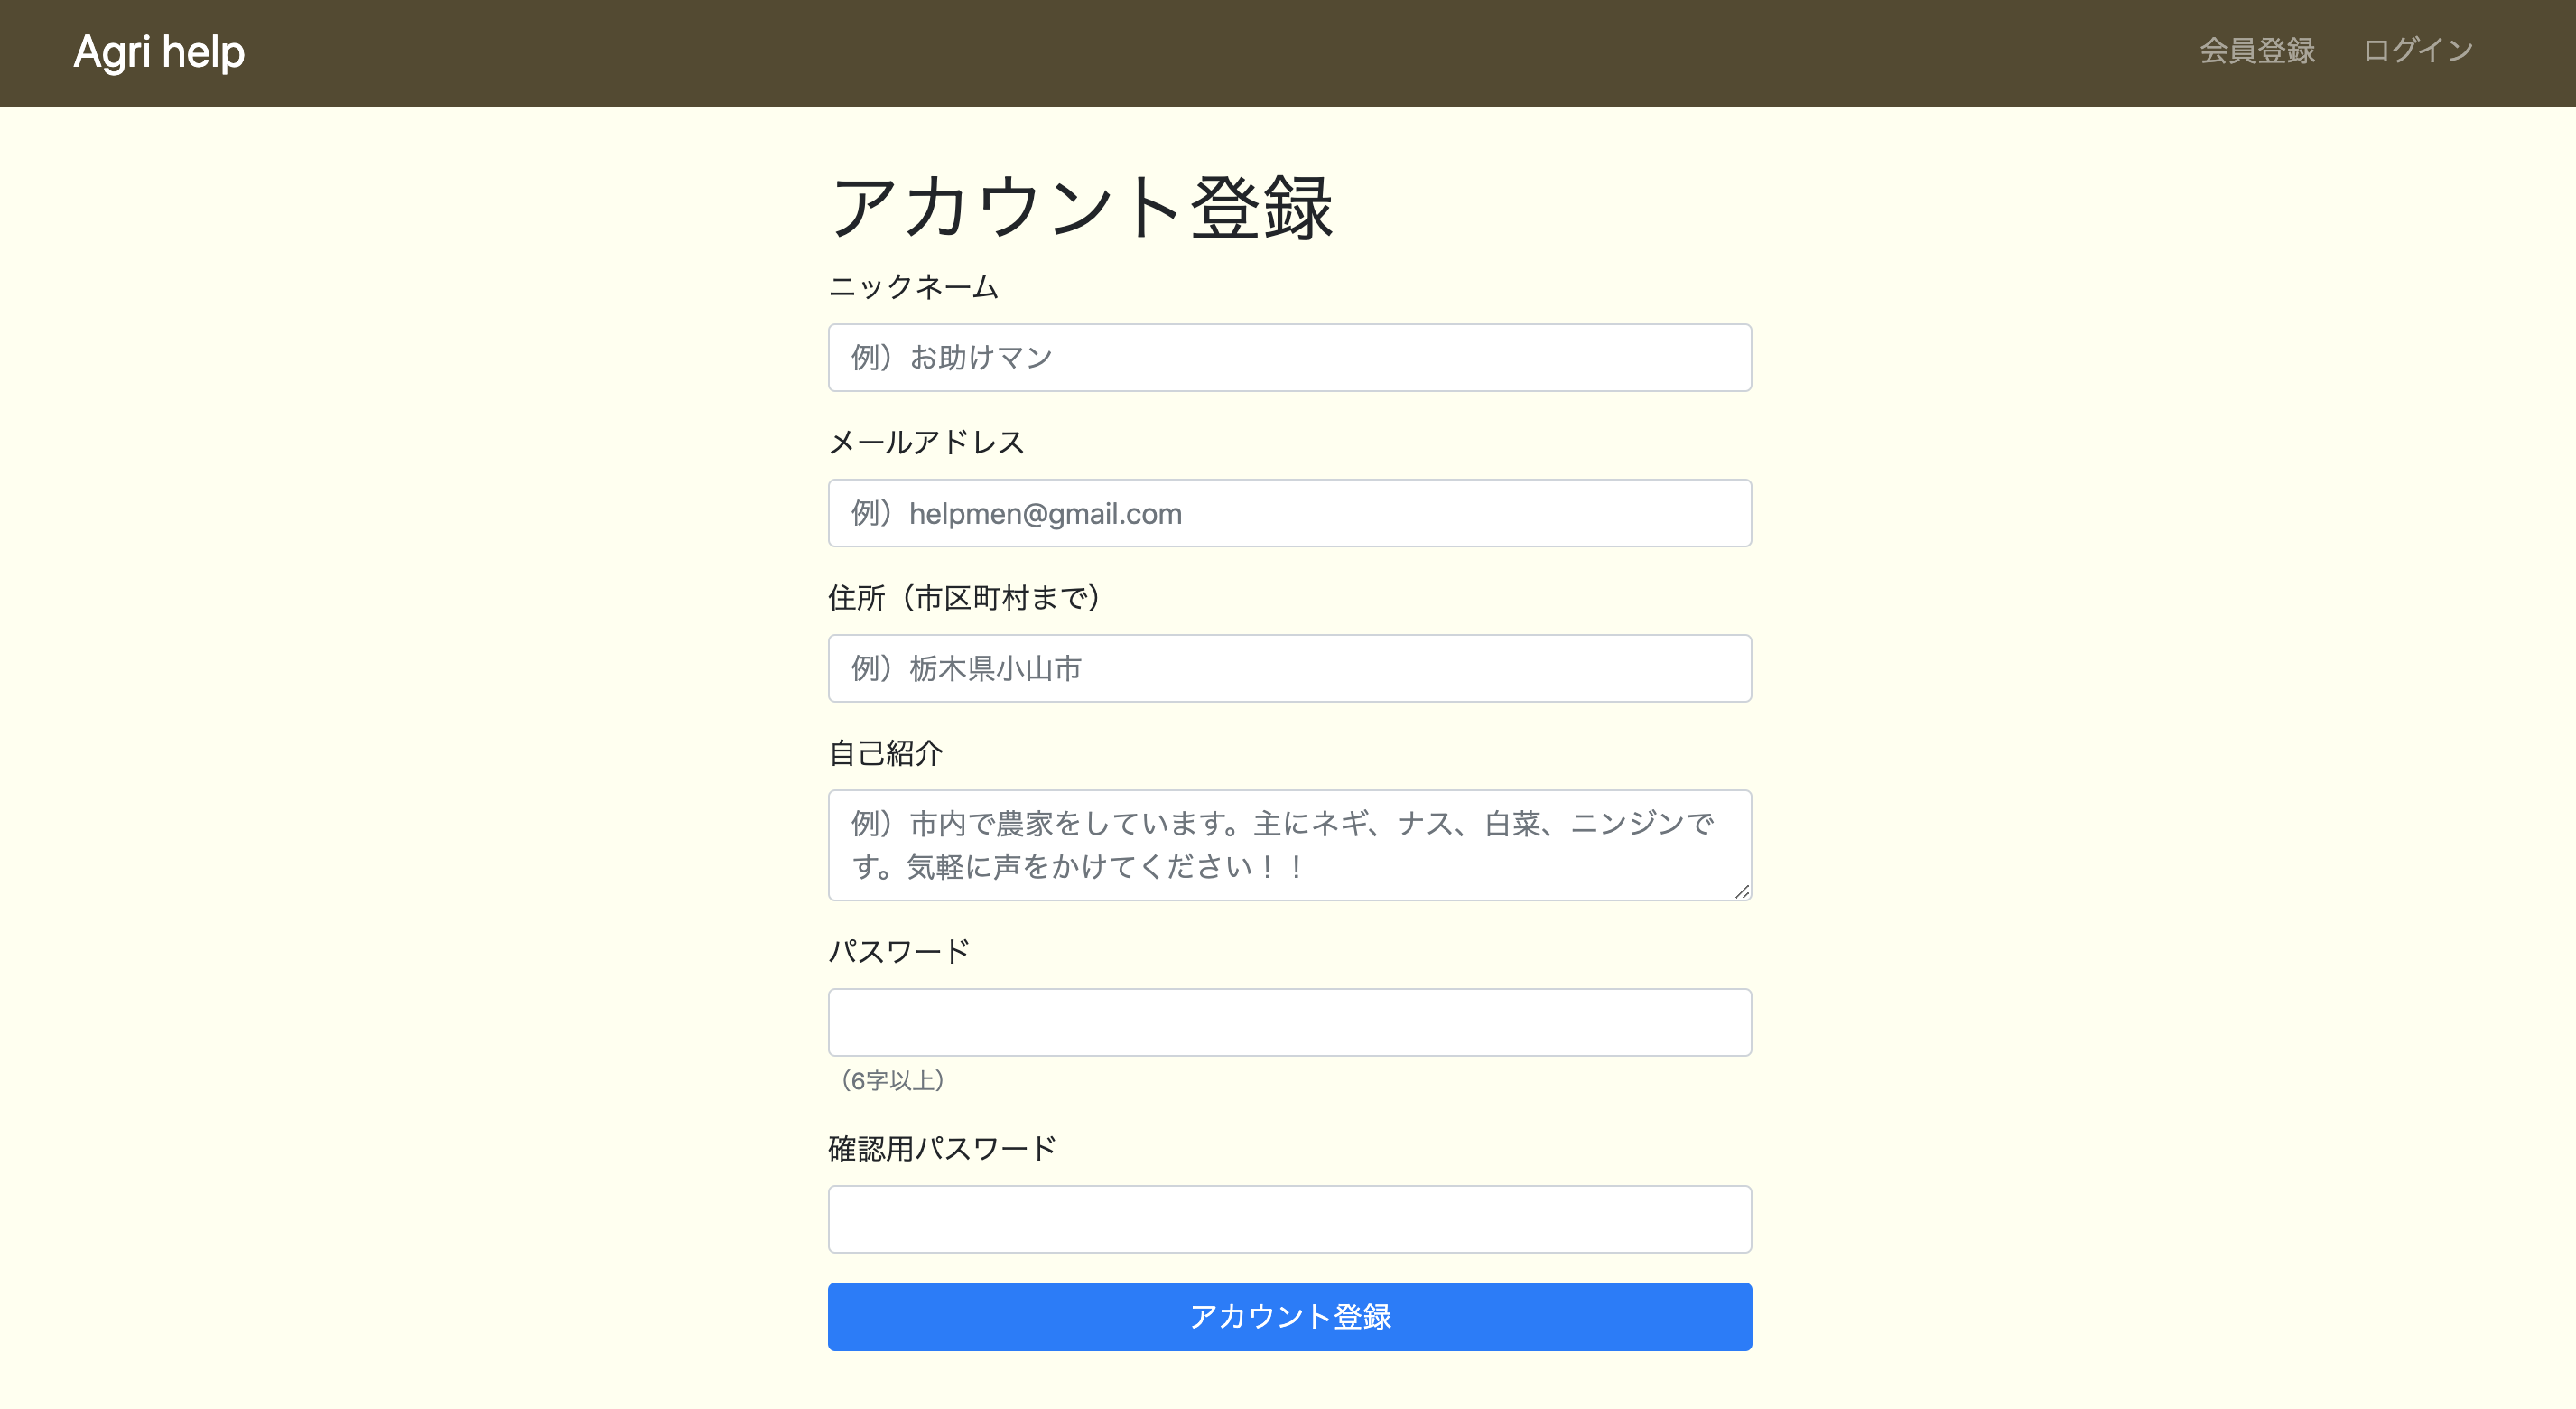 Agri help
会員登録 ログイン
アカウント登録
ニックネーム
例）お助けマン
メールアドレス
例）helpmen@gmail.com
住所（市区町村まで）
例）栃木県小山市
自己紹介
例）市内で農家をしています。主にネギ、ナス、白菜、ニンジンで
す。気軽に声をかけてください！！
パスワード
（6字以上）
確認用パスワード
アカウント登録